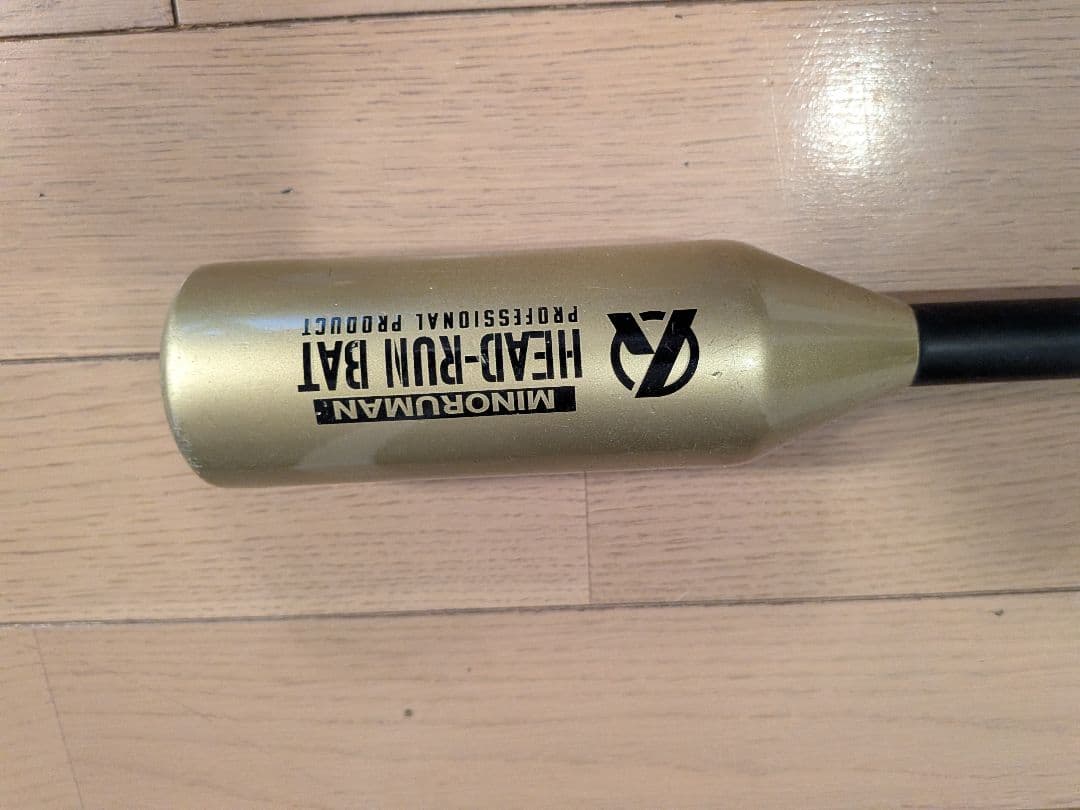 MINORUMAN
HEAD-RUN BAT
PROFESSIONAL PRODUCT